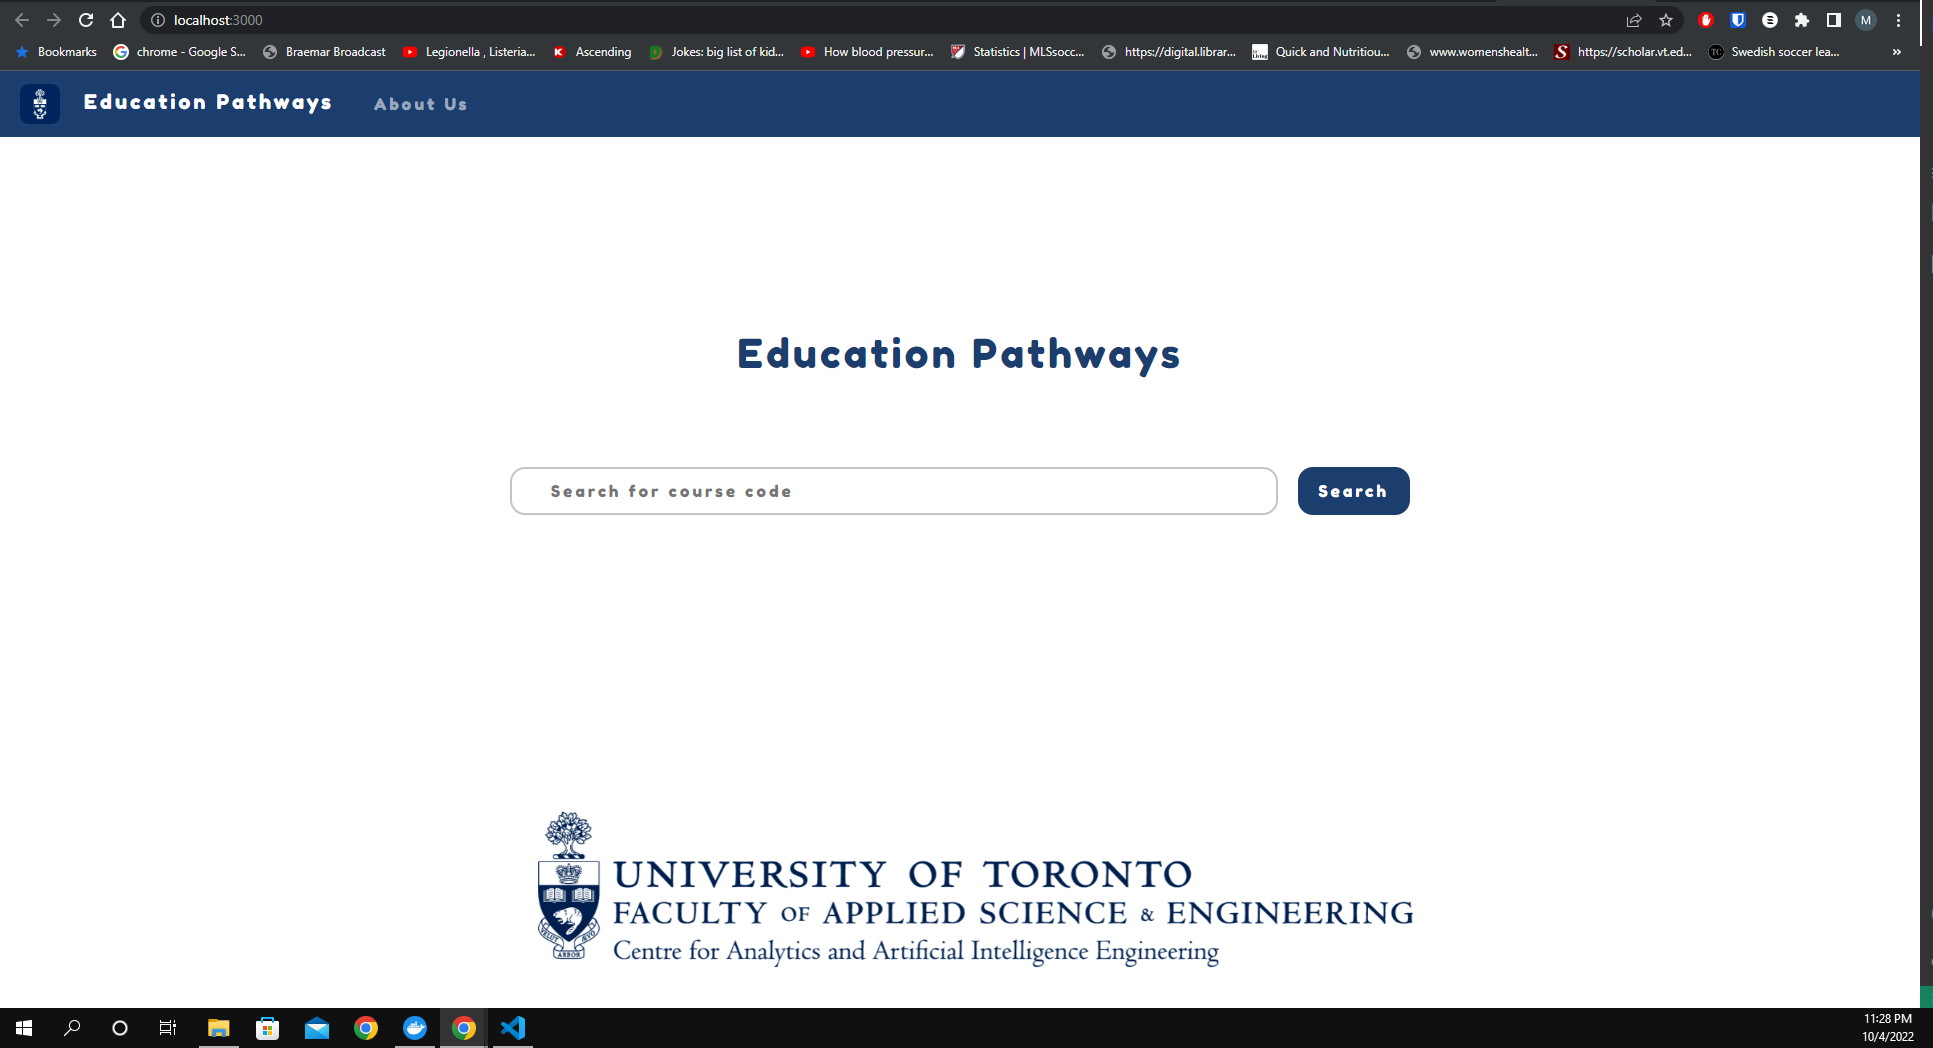 localhost:3000
M
Bookmarks
chrome - Google S...
Braemar Broadcast
Legionella , Listeria...
Ascending
Jokes: big list of kid...
How blood pressur...
Statistics | MLSsocc...
https://digital.librar...
Quick and Nutritiou...
www.womenshealt...
https://scholar.vt.ed...
Swedish soccer lea...
»
Education Pathways
About Us
Education Pathways
Search for course code
Search
UNIVERSITY OF TORONTO
FACULTY OF APPLIED SCIENCE & ENGINEERING
Centre for Analytics and Artificial Intelligence Engineering
VELUT ÆVO
ARBOR
11:28 PM
10/4/2022